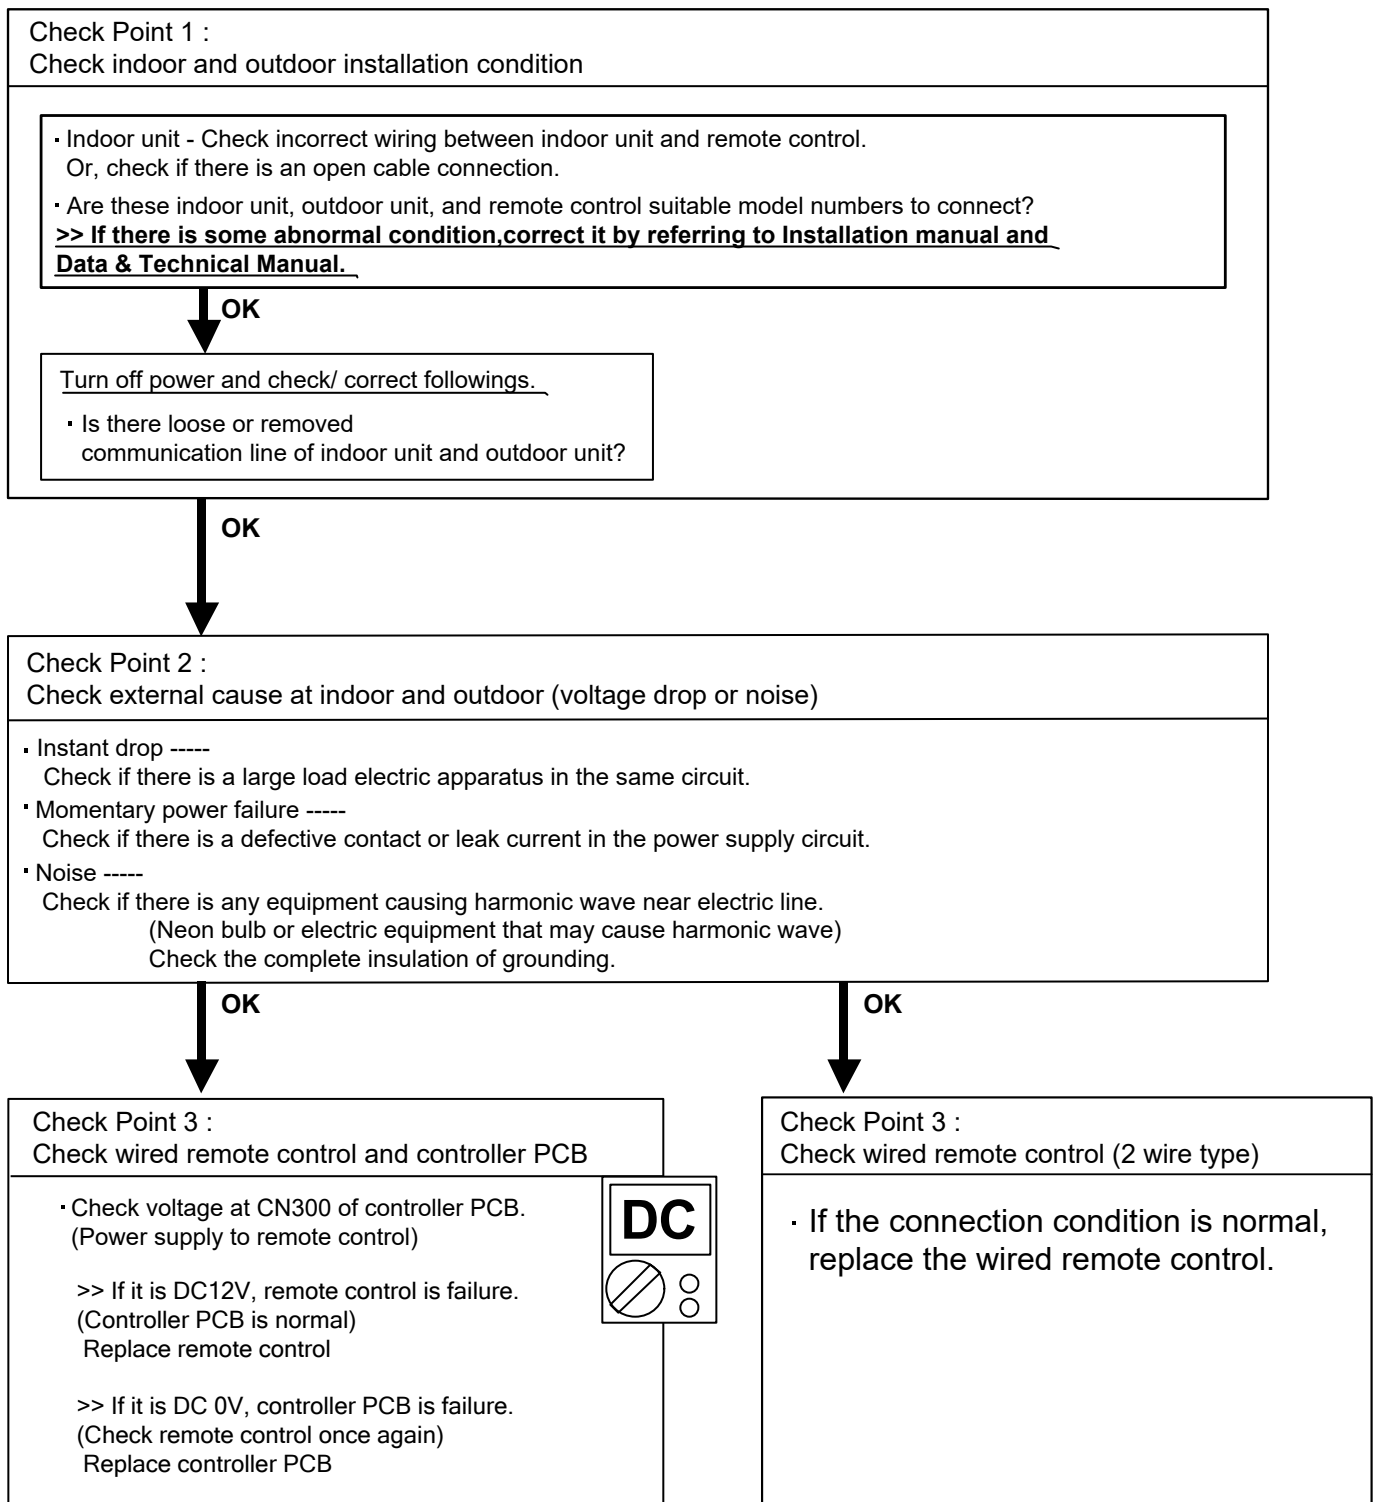 Check Point 1 :
Check indoor and outdoor installation condition
· Indoor unit - Check incorrect wiring between indoor unit and remote control.
Or, check if there is an open cable connection.
· Are these indoor unit, outdoor unit, and remote control suitable model numbers to connect?
>> If there is some abnormal condition,correct it by referring to Installation manual and
Data & Technical Manual.
OK
Turn off power and check/ correct followings.
· Is there loose or removed
communication line of indoor unit and outdoor unit?
OK
Check Point 2 :
Check external cause at indoor and outdoor (voltage drop or noise)
· Instant drop -----
Check if there is a large load electric apparatus in the same circuit.
· Momentary power failure -----
Check if there is a defective contact or leak current in the power supply circuit.
· Noise -----
Check if there is any equipment causing harmonic wave near electric line.
(Neon bulb or electric equipment that may cause harmonic wave)
Check the complete insulation of grounding.
OK
OK
Check Point 3 :
Check wired remote control and controller PCB
· Check voltage at CN300 of controller PCB.
(Power supply to remote control)
DC
>> If it is DC12V, remote control is failure.
(Controller PCB is normal)
Replace remote control
>> If it is DC 0V, controller PCB is failure.
(Check remote control once again)
Replace controller PCB
Check Point 3 :
Check wired remote control (2 wire type)
· If the connection condition is normal,
replace the wired remote control.